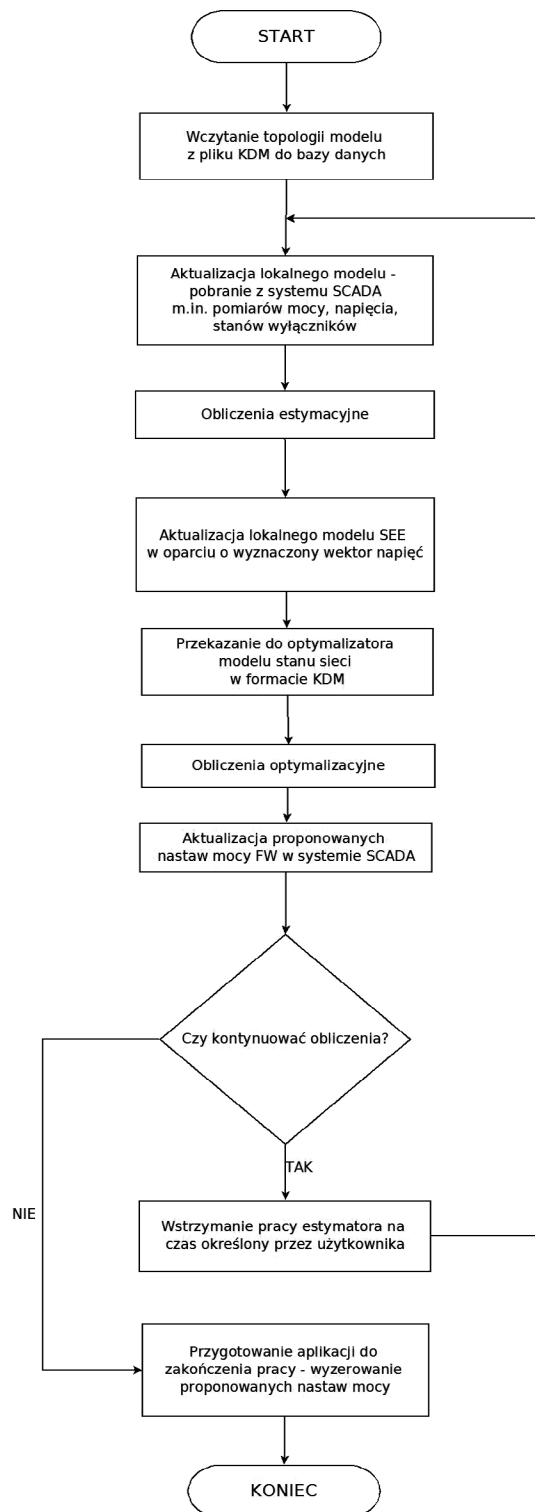 START
Wczytanie topologii modelu
z pliku KDM do bazy danych
Aktualizacja lokalnego modelu -
pobranie z systemu SCADA
m.in. pomiarów mocy, napięcia,
stanów wyłączników
Obliczenia estymacyjne
Aktualizacja lokalnego modelu SEE
w oparciu o wyznaczony wektor napięć
Przekazanie do optymalizatora
modelu stanu sieci
w formacie KDM
Obliczenia optymalizacyjne
Aktualizacja proponowanych
nastaw mocy FW w systemie SCADA
Czy kontynuować obliczenia?
TAK
NIE
Wstrzymanie pracy estymatora na
czas określony przez użytkownika
Przygotowanie aplikacji do
zakończenia pracy - wyzerowanie
proponowanych nastaw mocy
KONIEC